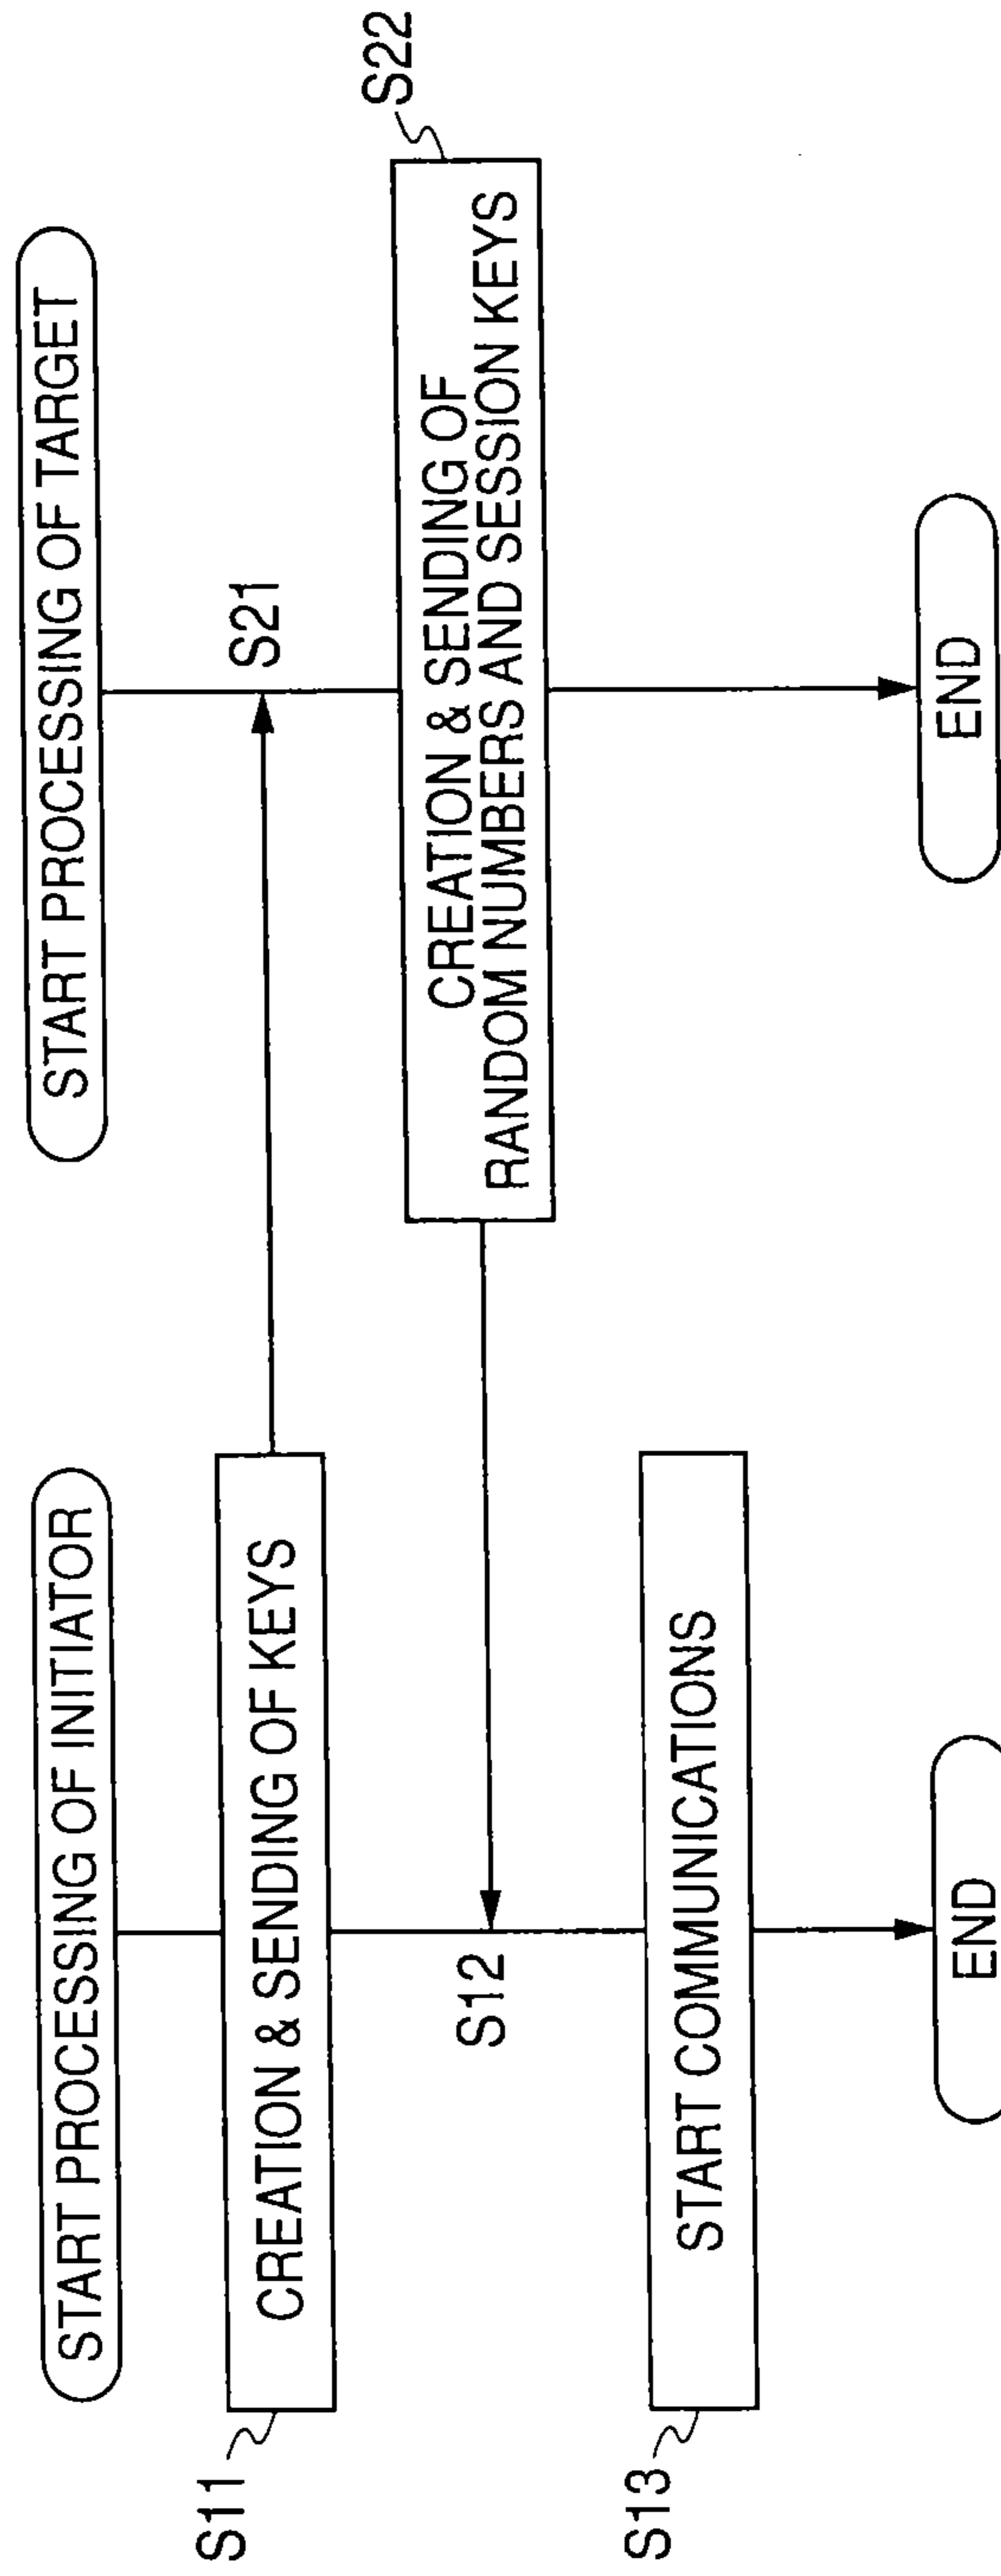 START PROCESSING OF INITIATOR
S11
CREATION & SENDING OF KEYS
S12
S13
START COMMUNICATIONS
END
START PROCESSING OF TARGET
S21
S22
CREATION & SENDING OF
RANDOM NUMBERS AND SESSION KEYS
END